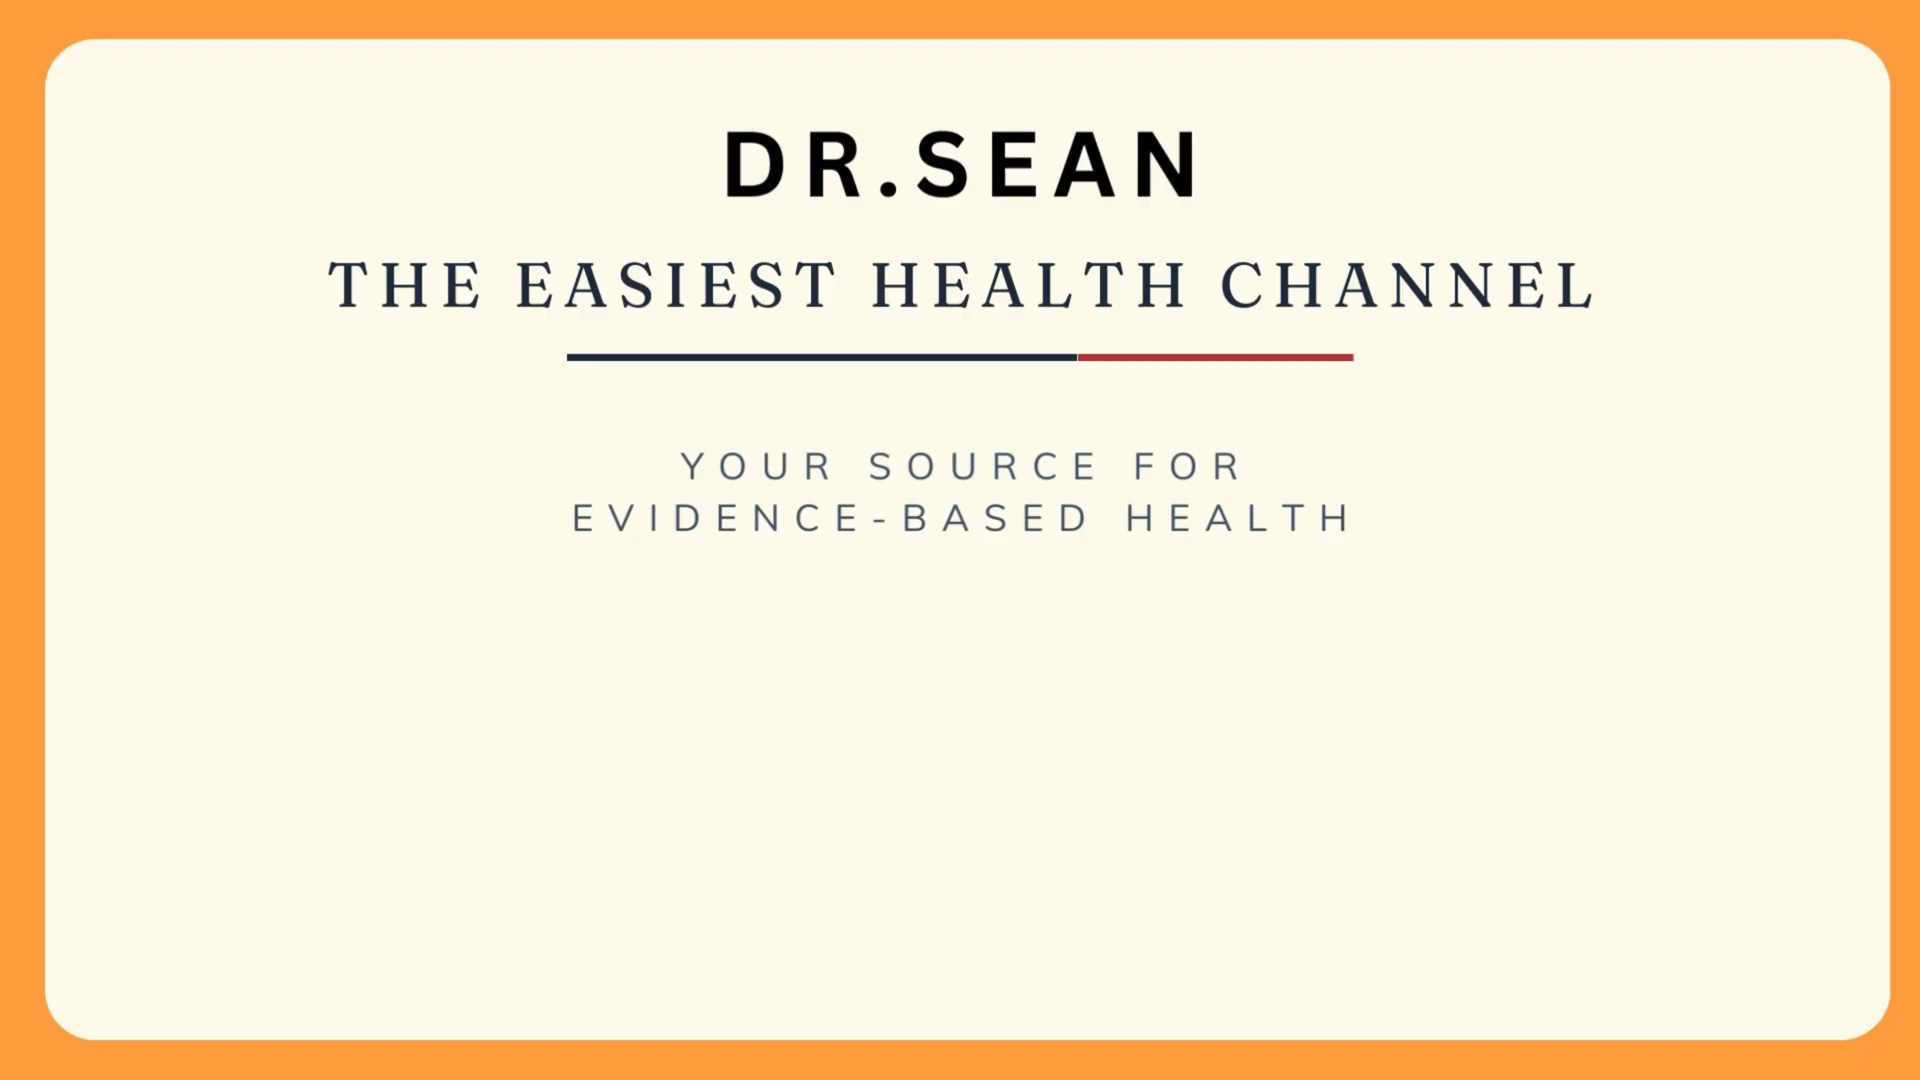 DR.SEAN
THE EASIEST HEALTH CHANNEL
YOUR SOURCE FOR
EVIDENCE-BASED HEALTH